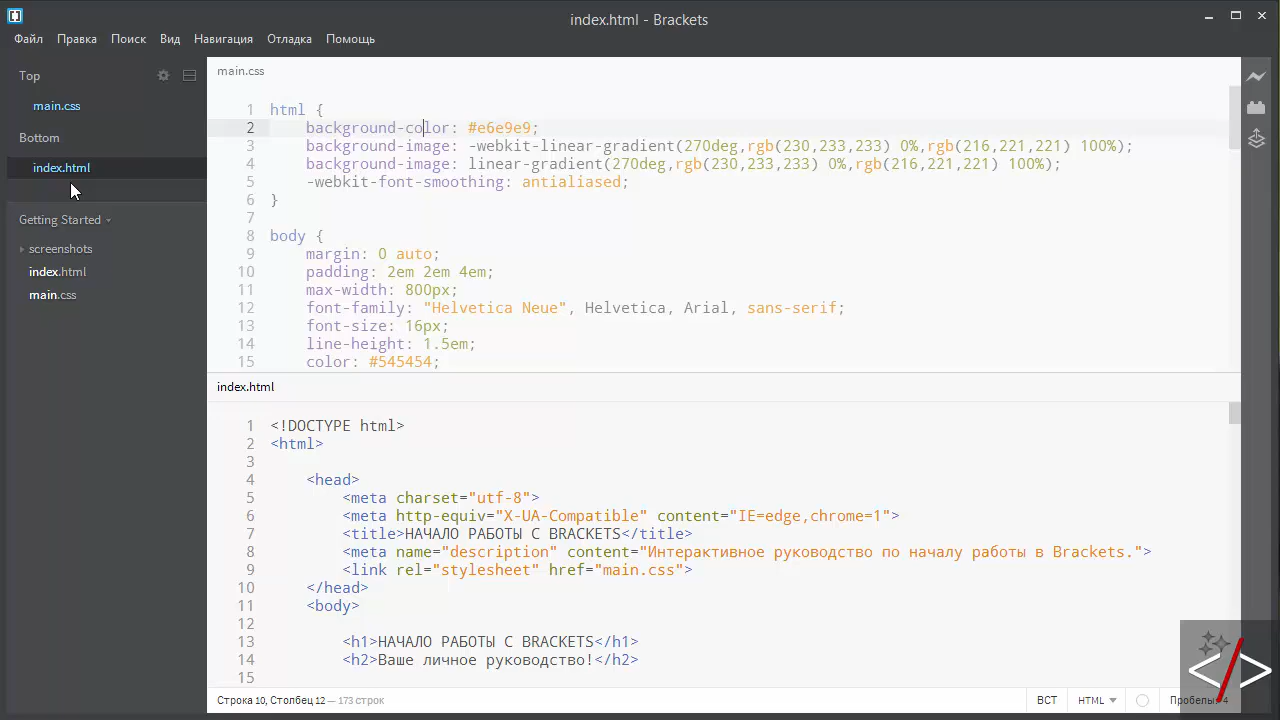 index.html - Brackets
Файл Правка Поиск Вид Навигация Отладка Помощь
Top
main.css
Bottom
index.html
Getting Started
screenshots
index.html
main.css
main.css
1 html {
2 background-color: #e6e9e9;
3 background-image: -webkit-linear-gradient(270deg,rgb(230,233,233) 0%,rgb(216,221,221) 100%);
4 background-image: linear-gradient(270deg,rgb(230,233,233) 0%,rgb(216,221,221) 100%);
5 -webkit-font-smoothing: antialiased;
6 }
7
8 body {
9 margin: 0 auto;
10 padding: 2em 2em 4em;
11 max-width: 800px;
12 font-family: "Helvetica Neue", Helvetica, Arial, sans-serif;
13 font-size: 16px;
14 line-height: 1.5em;
15 color: #545454;
index.html
1 <!DOCTYPE html>
2 <html>
3
4 <head>
5 <meta charset="utf-8">
6 <meta http-equiv="X-UA-Compatible" content="IE=edge,chrome=1">
7 <title>НАЧАЛО РАБОТЫ С BRACKETS</title>
8 <meta name="description" content="Интерактивное руководство по началу работы в Brackets.">
9 <link rel="stylesheet" href="main.css">
10 </head>
11 <body>
12
13 <h1>НАЧАЛО РАБОТЫ С BRACKETS</h1>
14 <h2>Ваше личное руководство!</h2>
15
Строка 10, Столбец 12 — 173 строк ВСТ HTML Пробелы: 4